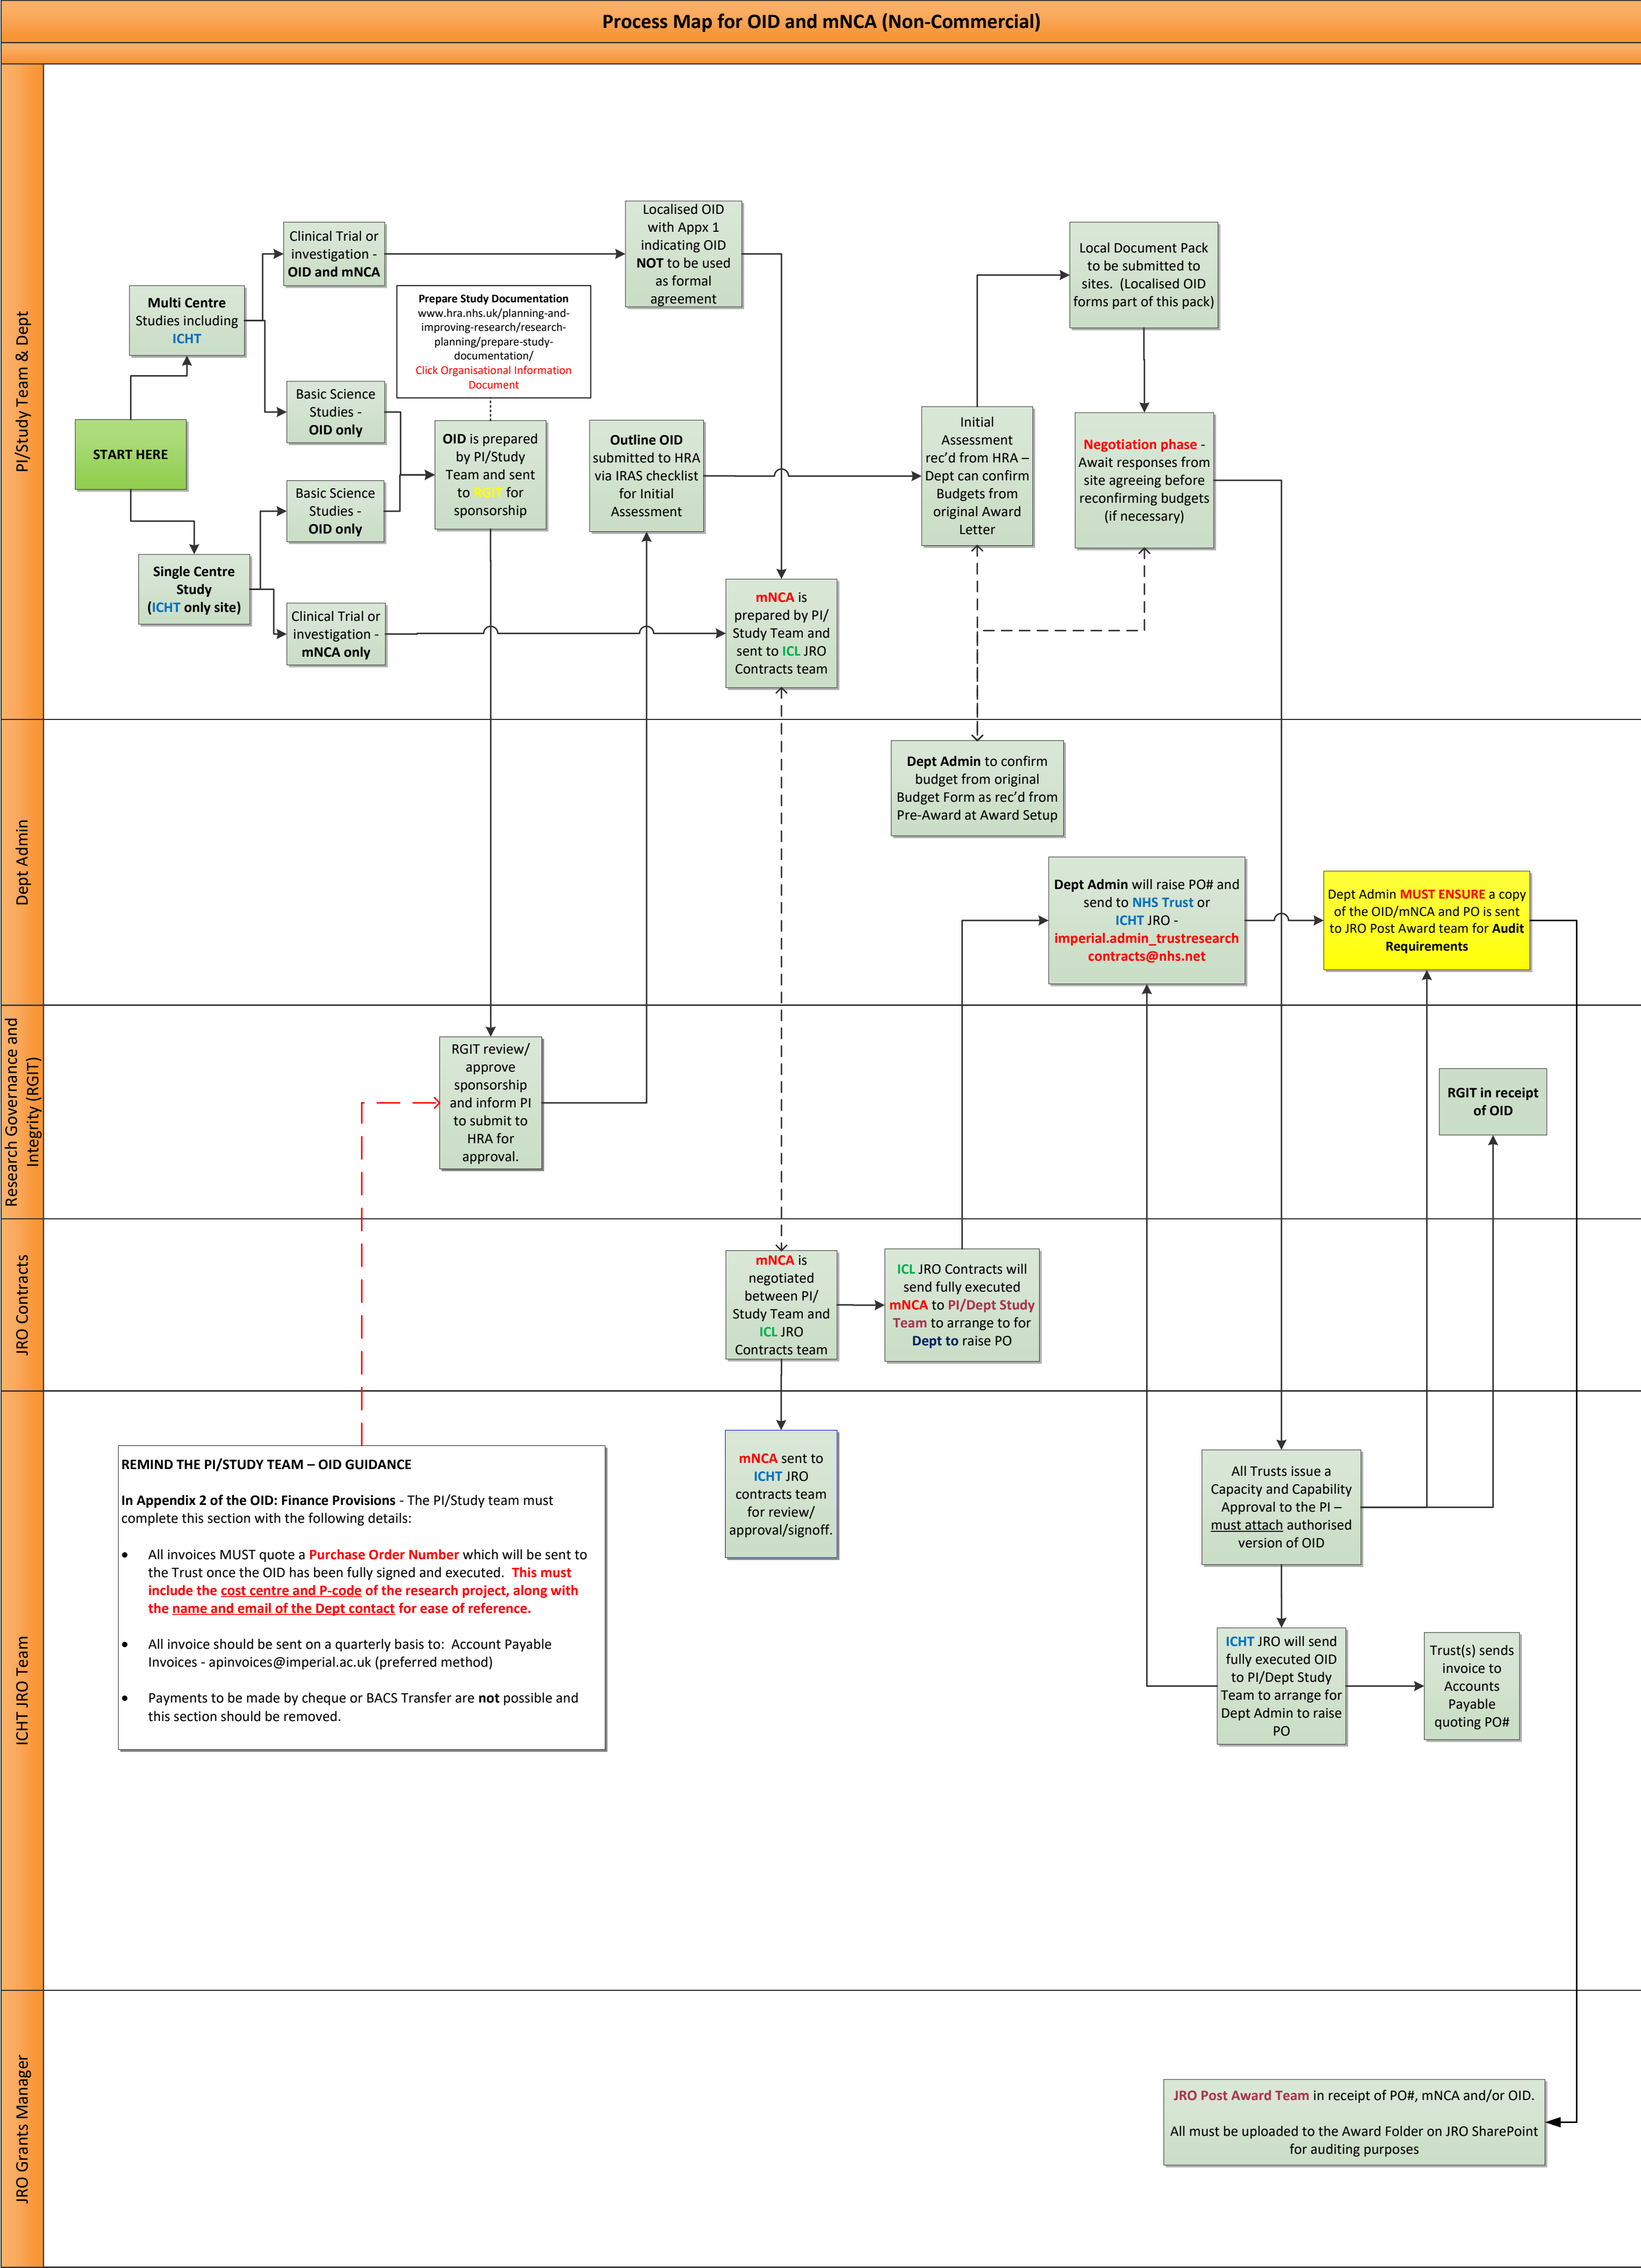 Process Map for OID and mNCA (Non-Commercial)
PI/Study Team & Dept
START HERE
Multi Centre
Studies including
ICHT
Single Centre
Study
(ICHT only site)
Clinical Trial or
investigation -
OID and mNCA
Basic Science
Studies -
OID only
Basic Science
Studies -
OID only
Clinical Trial or
investigation -
mNCA only
Prepare Study Documentation
www.hra.nhs.uk/planning-and-
improving-research/research-
planning/prepare-study-
documentation/
Click Organisational Information
Document
OID is prepared
by PI/Study
Team and sent
to RGIT for
sponsorship
Localised OID
with Appx 1
indicating OID
NOT to be used
as formal
agreement
Outline OID
submitted to HRA
via IRAS checklist
for Initial
Assessment
mNCA is
prepared by PI/
Study Team and
sent to ICL JRO
Contracts team
Initial
Assessment
rec'd from HRA –
Dept can confirm
Budgets from
original Award
Letter
Local Document Pack
to be submitted to
sites.  (Localised OID
forms part of this pack)
Negotiation phase -
Await responses from
site agreeing before
reconfirming budgets
(if necessary)
Dept Admin
Dept Admin to confirm
budget from original
Budget Form as rec'd from
Pre-Award at Award Setup
Dept Admin will raise PO# and
send to NHS Trust or
ICHT JRO -
imperial.admin_trustresearch
contracts@nhs.net
Dept Admin MUST ENSURE a copy
of the OID/mNCA and PO is sent
to JRO Post Award team for Audit
Requirements
Research Governance and
Integrity (RGIT)
RGIT review/
approve
sponsorship
and inform PI
to submit to
HRA for
approval.
RGIT in receipt
of OID
JRO Contracts
mNCA is
negotiated
between PI/
Study Team and
ICL JRO
Contracts team
ICL JRO Contracts will
send fully executed
mNCA to PI/Dept Study
Team to arrange to for
Dept to raise PO
ICHT JRO Team
REMIND THE PI/STUDY TEAM – OID GUIDANCE
In Appendix 2 of the OID: Finance Provisions - The PI/Study team must
complete this section with the following details:
• All invoices MUST quote a Purchase Order Number which will be sent to
the Trust once the OID has been fully signed and executed.  This must
include the cost centre and P-code of the research project, along with
the name and email of the Dept contact for ease of reference.
• All invoice should be sent on a quarterly basis to:  Account Payable
Invoices - apinvoices@imperial.ac.uk (preferred method)
• Payments to be made by cheque or BACS Transfer are not possible and
this section should be removed.
mNCA sent to
ICHT JRO
contracts team
for review/
approval/signoff.
All Trusts issue a
Capacity and Capability
Approval to the PI –
must attach authorised
version of OID
ICHT JRO will send
fully executed OID
to PI/Dept Study
Team to arrange for
Dept Admin to raise
PO
Trust(s) sends
invoice to
Accounts
Payable
quoting PO#
JRO Grants Manager
JRO Post Award Team in receipt of PO#, mNCA and/or OID.
All must be uploaded to the Award Folder on JRO SharePoint
for auditing purposes